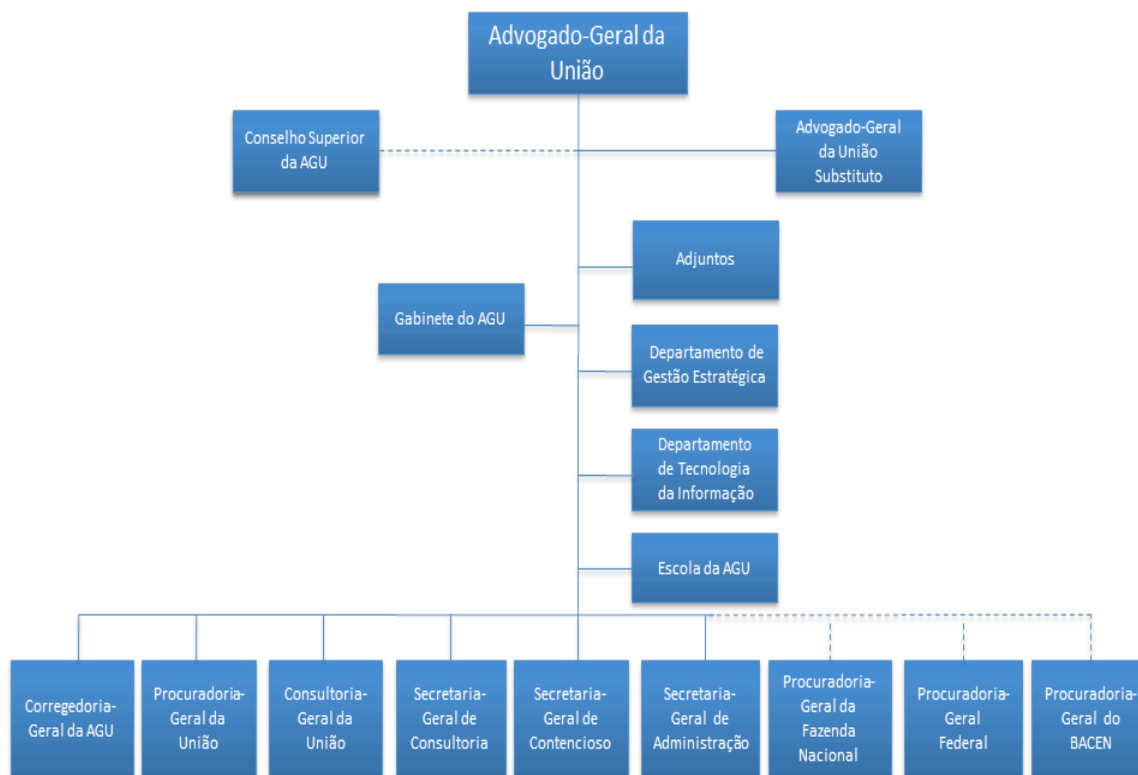 Advogado-Geral da
União
Conselho Superior
da AGU
Advogado-Geral
da União
Substituto
Adjuntos
Gabinete do AGU
Departamento de
Gestão Estratégica
Departamento
de Tecnologia
da Informação
Escola da AGU
Corregedoria-
Geral da AGU
Procuradoria-
Geral da
União
Consultoria-
Geral da
União
Secretaria-
Geral de
Consultoria
Secretaria-
Geral de
Contencioso
Secretaria-
Geral de
Administração
Procuradoria-
Geral da
Fazenda
Nacional
Procuradoria-
Geral
Federal
Procuradoria-
Geral do
BACEN